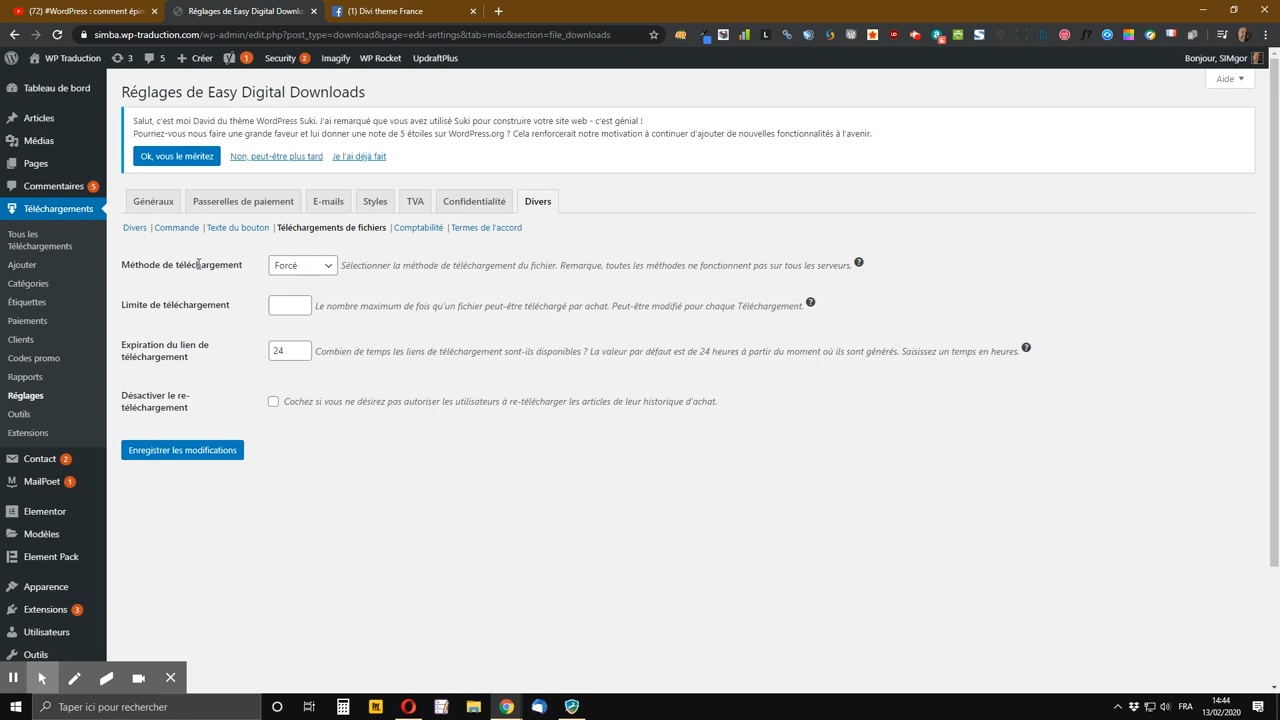 (72) #WordPress : comment épin
Réglages de Easy Digital Downlo
(1) Divi theme France
simba.wp-traduction.com/wp-admin/edit.php?post_type=download&page=edd-settings&tab=misc&section=file_downloads
WP Traduction
3
5
Créer
1
Security 2
Imagify
WP Rocket
UpdraftPlus
Bonjour, SIMgor
Tableau de bord
Articles
Médias
Pages
Commentaires 5
Téléchargements
Tous les
Téléchargements
Ajouter
Catégories
Étiquettes
Paiements
Clients
Codes promo
Rapports
Réglages
Outils
Extensions
Contact 2
MailPoet 1
Elementor
Modèles
Element Pack
Apparence
Extensions 3
Utilisateurs
Outils
Aide
Réglages de Easy Digital Downloads
Salut, c'est moi David du thème WordPress Suki. J'ai remarqué que vous avez utilisé Suki pour construire votre site web - c'est génial !
Pourriez-vous nous faire une grande faveur et lui donner une note de 5 étoiles sur WordPress.org ? Cela renforcerait notre motivation à continuer d'ajouter de nouvelles fonctionnalités à l'avenir.
Ok, vous le méritez
Non, peut-être plus tard
Je l'ai déjà fait
Généraux
Passerelles de paiement
E-mails
Styles
TVA
Confidentialité
Divers
Divers | Commande | Texte du bouton | Téléchargements de fichiers | Comptabilité | Termes de l'accord
Méthode de téléchargement
Forcé
Sélectionner la méthode de téléchargement du fichier. Remarque, toutes les méthodes ne fonctionnent pas sur tous les serveurs.
Limite de téléchargement
Le nombre maximum de fois qu'un fichier peut-être téléchargé par achat. Peut-être modifié pour chaque Téléchargement.
Expiration du lien de
téléchargement
24
Combien de temps les liens de téléchargement sont-ils disponibles ? La valeur par défaut est de 24 heures à partir du moment où ils sont générés. Saisissez un temps en heures.
Désactiver le re-
téléchargement
Cochez si vous ne désirez pas autoriser les utilisateurs à re-télécharger les articles de leur historique d'achat.
Enregistrer les modifications
Taper ici pour rechercher
FRA
14:44
13/02/2020